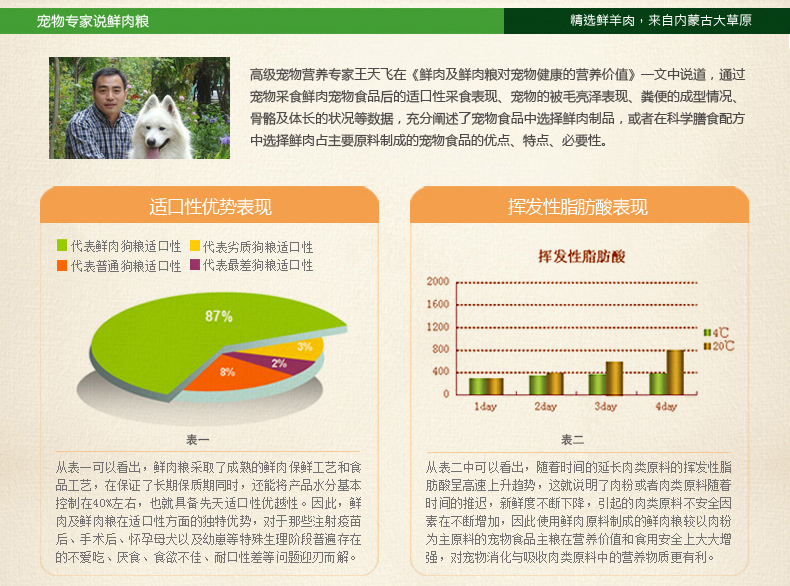 宠物专家说鲜肉粮
精选鲜羊肉，来自内蒙古大草原
高级宠物营养专家王天飞在《鲜肉及鲜肉粮对宠物健康的营养价值》一文中说道，通过
宠物采食鲜肉宠物食品后的适口性采食表现、宠物的被毛亮泽表现、粪便的成型情况、
骨骼及体长的状况等数据，充分阐述了宠物食品中选择鲜肉制品，或者在科学膳食配方
中选择鲜肉占主要原料制成的宠物食品的优点、特点、必要性。
适口性优势表现
代表鲜肉狗粮适口性 代表劣质狗粮适口性
代表普通狗粮适口性 代表最差狗粮适口性
87%
3%
2%
8%
表一
从表一可以看出，鲜肉粮采取了成熟的鲜肉保鲜工艺和食
品工艺，在保证了长期保质期同时，还能将产品水分基本
控制在40%左右，也就具备先天适口性优越性。因此，鲜
肉及鲜肉粮在适口性方面的独特优势，对于那些注射疫苗
后、手术后、怀孕母犬以及幼崽等特殊生理阶段普遍存在
的不爱吃、厌食、食欲不佳、耐口性差等问题迎刃而解。
挥发性脂肪酸表现
挥发性脂肪酸
2000
1600
1200
800
400
0
1day 2day 3day 4day
4℃
20℃
表二
从表二中可以看出，随着时间的延长肉类原料的挥发性脂
肪酸呈高速上升趋势，这就说明了肉粉或者肉类原料随着
时间的推迟，新鲜度不断下降，引起的肉类原料不安全因
素在不断增加，因此使用鲜肉原料制成的鲜肉粮较以肉粉
为主原料的宠物食品主粮在营养价值和食用安全上大大增
强，对宠物消化与吸收肉类原料中的营养物质更有利。